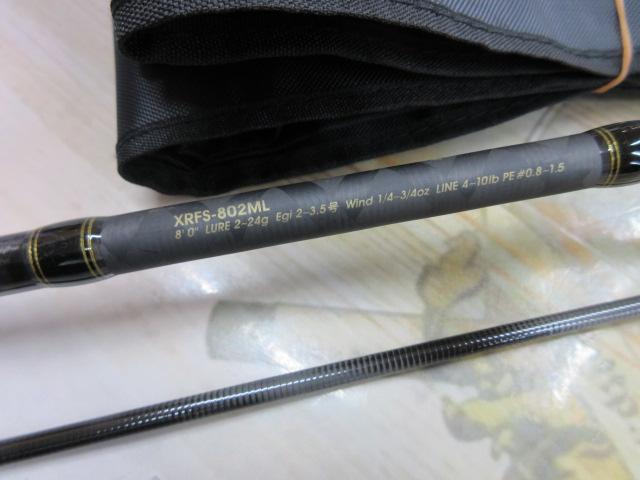 XRFS-802ML
8' 0" LURE 2-24g Egi 2-3.5号 Wind 1/4-3/4oz LINE 4-10lb PE #0.8-1.5